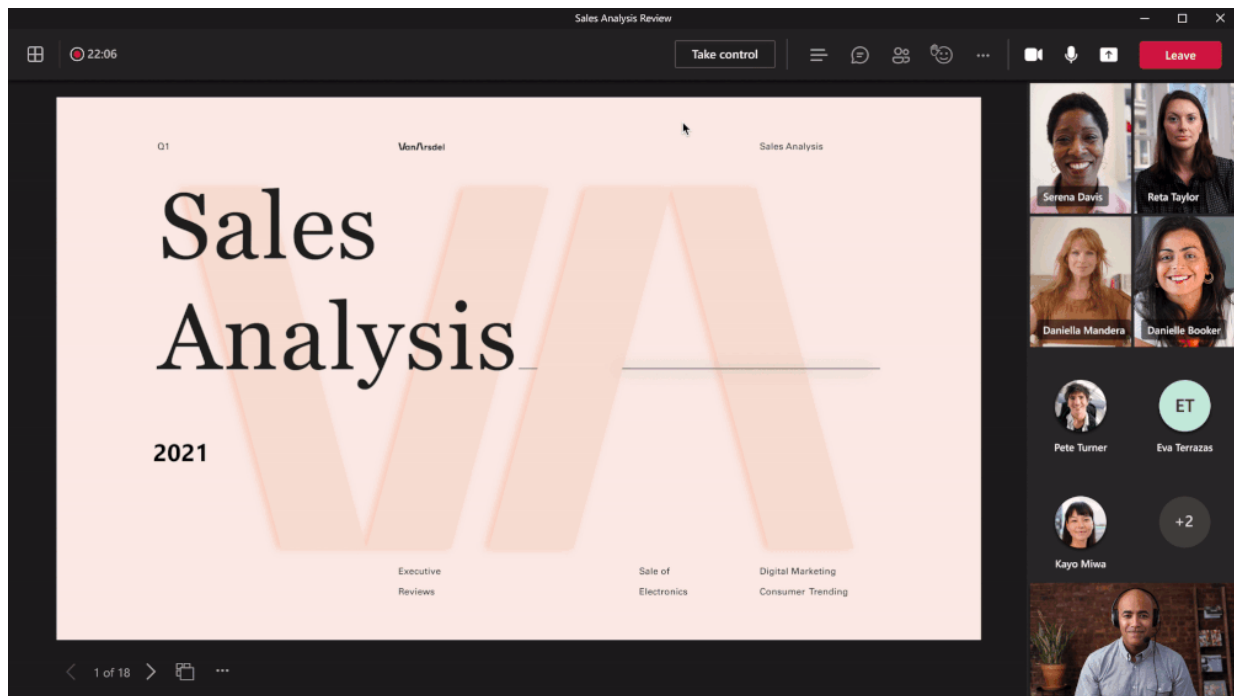 Sales Analysis Review
22:06
Take control
Leave
Q1
VanArsdel
Sales Analysis
Sales
Analysis_
2021
Executive
Reviews
Sale of
Electronics
Digital Marketing
Consumer Trending
Serena Davis
Reta Taylor
Daniella Mandera
Danielle Booker
Pete Turner
ET
Eva Terrazas
Kayo Miwa
+2
1 of 18
VA